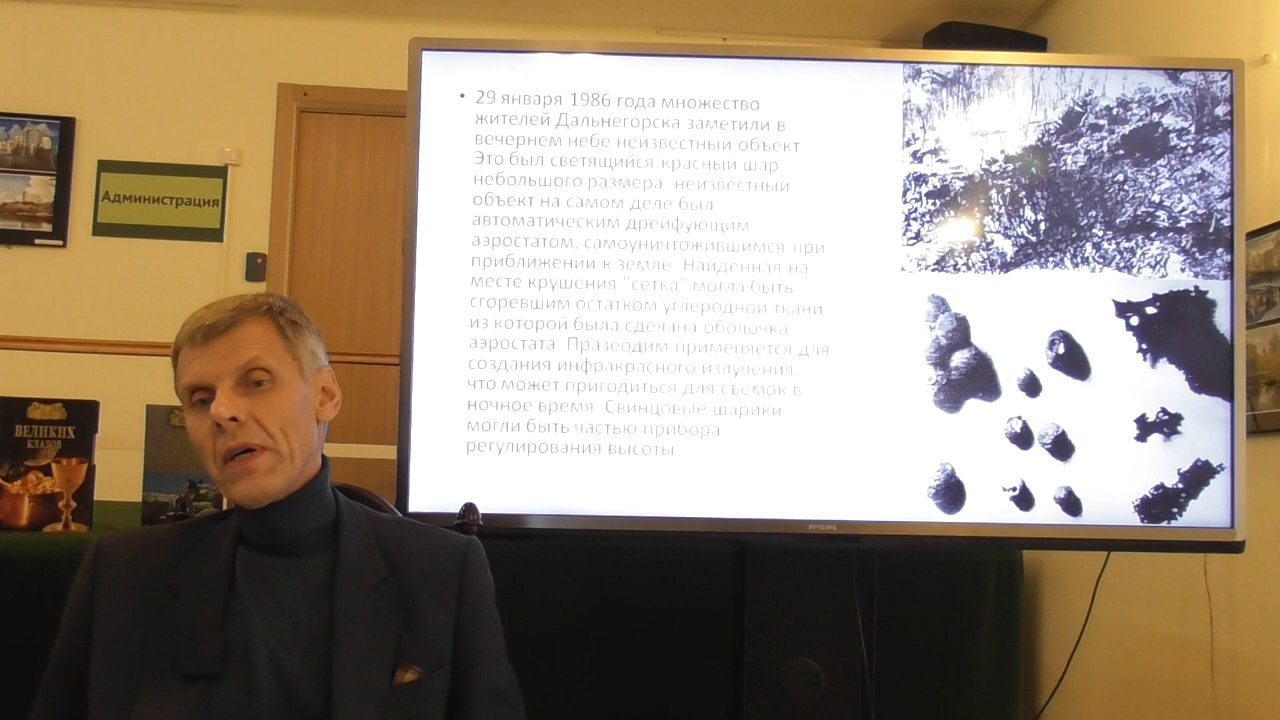 • 29 января 1986 года множество
жителей Дальнегорска заметили в
вечернем небе неизвестный объект
Это был светящийся красный шар
небольшого размера неизвестный
объект на самом деле был
автоматическим дрейфующим
аэростатом, самоуничтожившимся при
приближении к земле. Найденная на
месте крушения "сетка" могла быть
сгоревшим остатком углеродной ткани
из которой была сделана оболочка
аэростата. Празеодим применяется для
создания инфракрасного излучения,
что может пригодиться для съемок в
ночное время. Свинцовые шарики
могли быть частью прибора
регулирования высоты
Администрация
ВЕЛИКИХ
КЛАДОВ
PHILIPS